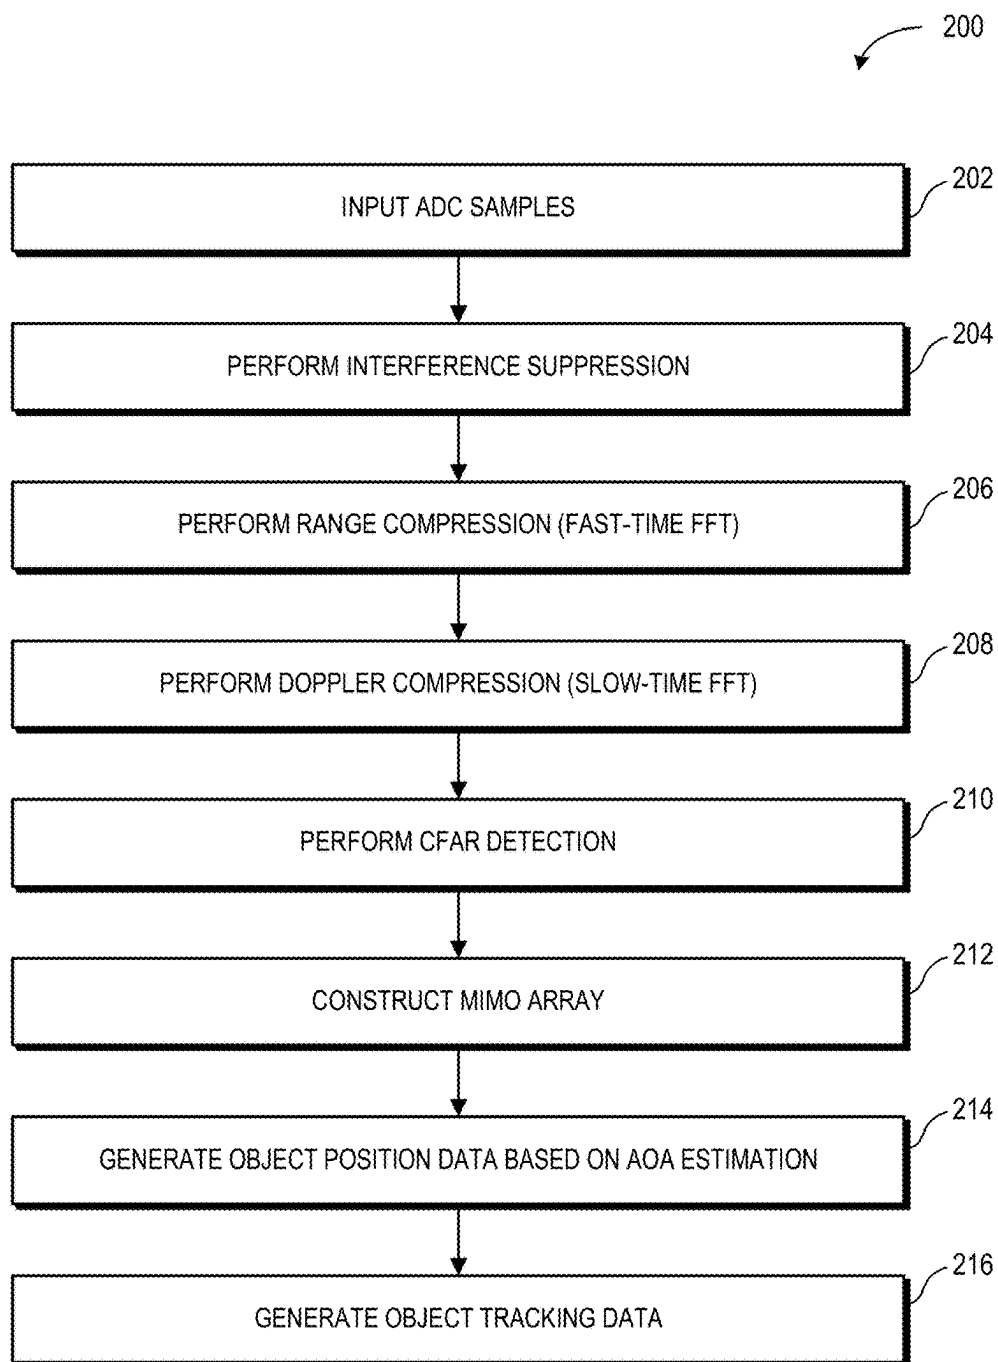 200
INPUT ADC SAMPLES
202
PERFORM INTERFERENCE SUPPRESSION
204
PERFORM RANGE COMPRESSION (FAST-TIME FFT)
206
PERFORM DOPPLER COMPRESSION (SLOW-TIME FFT)
208
PERFORM CFAR DETECTION
210
CONSTRUCT MIMO ARRAY
212
GENERATE OBJECT POSITION DATA BASED ON AOA ESTIMATION
214
GENERATE OBJECT TRACKING DATA
216